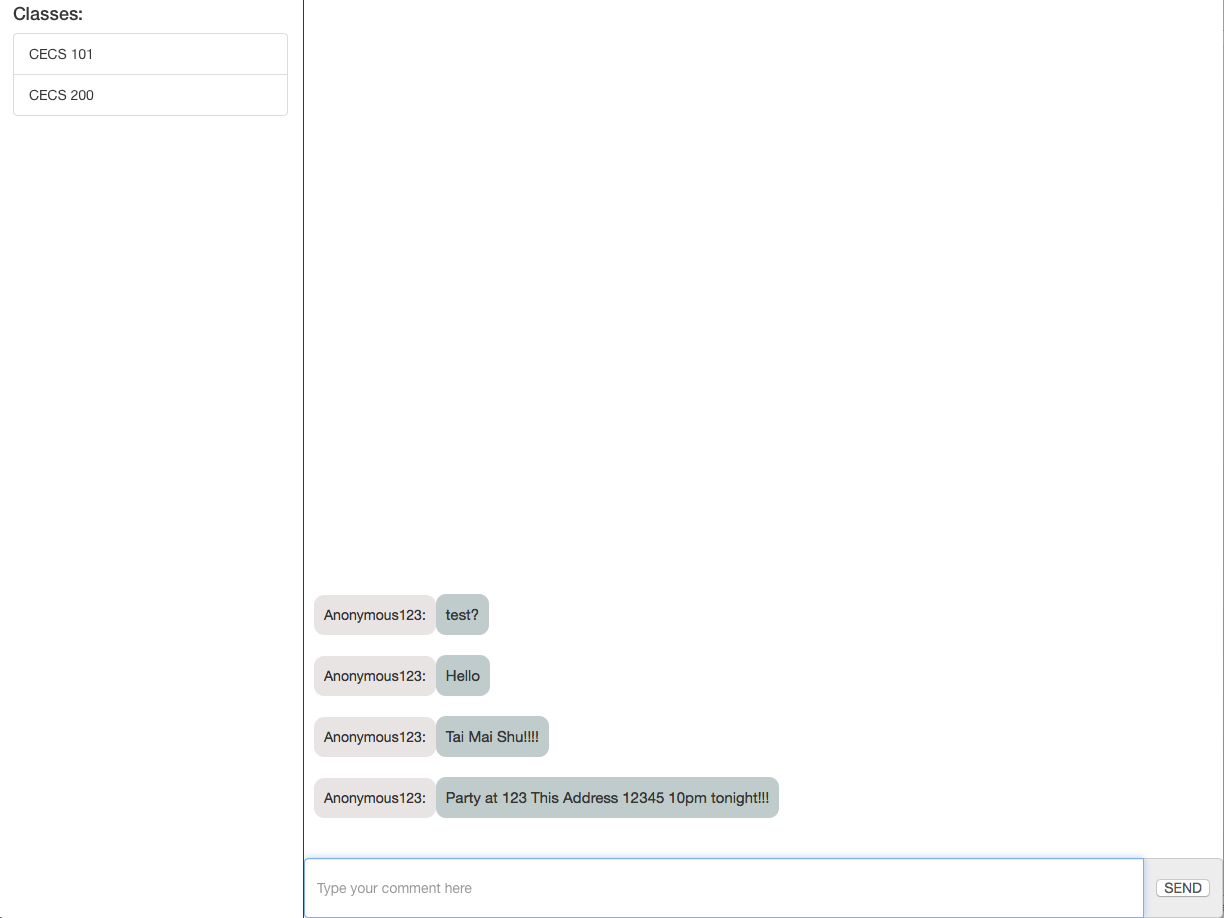 Classes:
CECS 101
CECS 200
Anonymous123: test?
Anonymous123: Hello
Anonymous123: Tai Mai Shu!!!!
Anonymous123: Party at 123 This Address 12345 10pm tonight!!!
Type your comment here
SEND